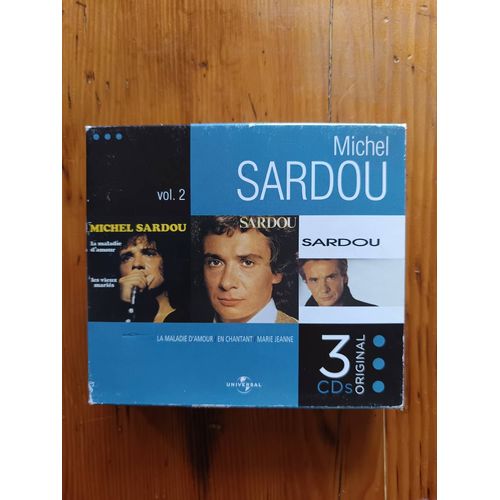 Michel
SARDOU
vol. 2
MICHEL SARDOU
la maladie
d'amour
les vieux
mariés
SARDOU
SARDOU
LA MALADIE D'AMOUR | EN CHANTANT | MARIE JEANNE
3
CDs
ORIGINAL
UNIVERSAL